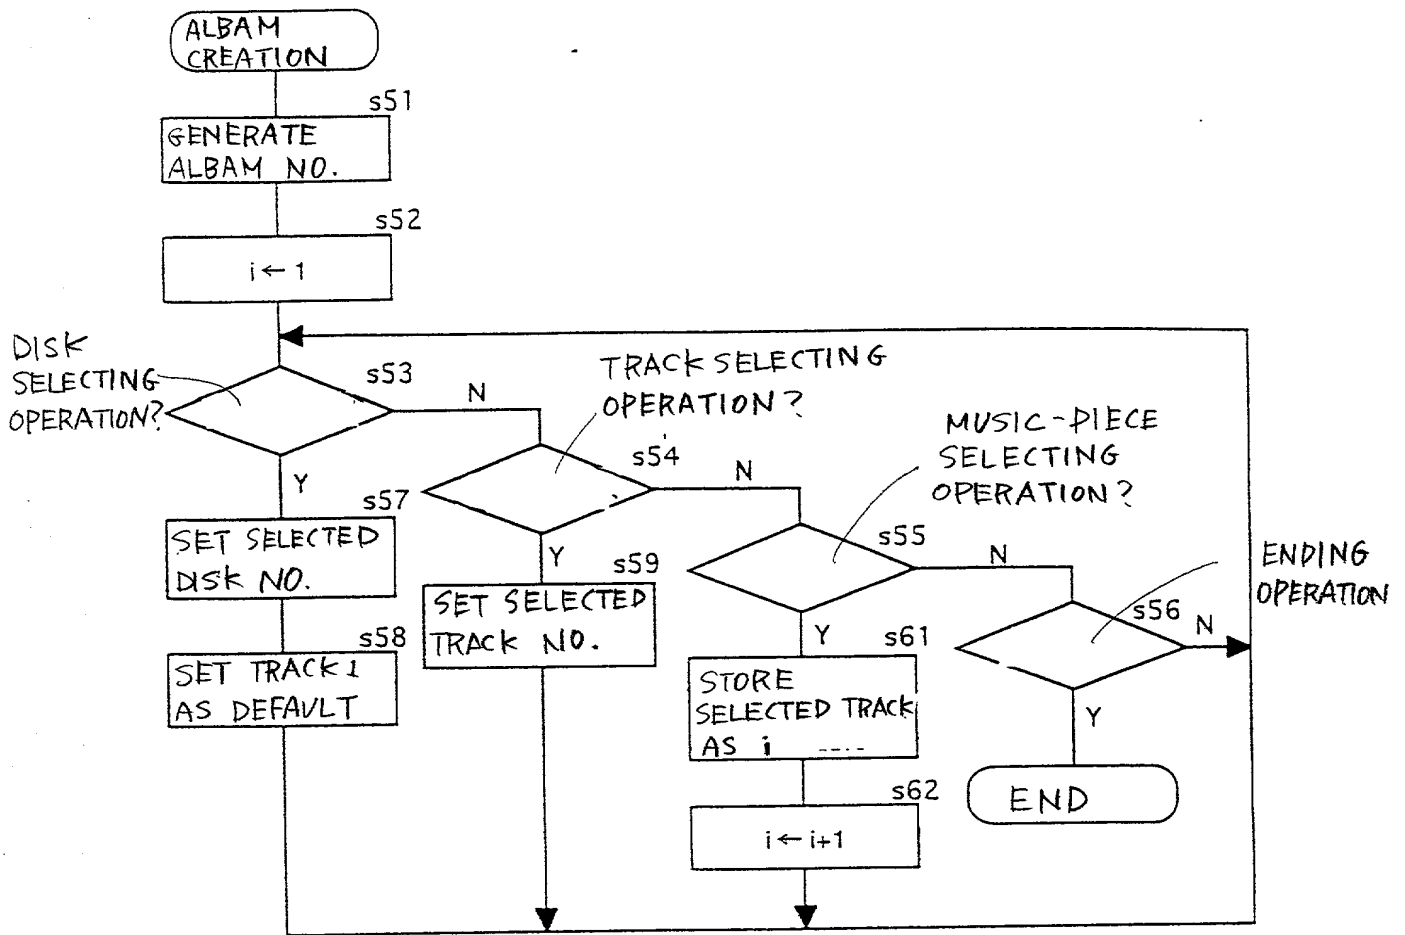 ALBAM
CREATION
s51
GENERATE
ALBAM NO.
s52
i ← 1
DISK
SELECTING
OPERATION?
s53
N
Y
TRACK SELECTING
OPERATION?
s54
N
Y
MUSIC-PIECE
SELECTING
OPERATION?
s55
N
Y
ENDING
OPERATION
s56
N
Y
s57
SET SELECTED
DISK NO.
s58
SET TRACK 1
AS DEFAULT
s59
SET SELECTED
TRACK NO.
s61
STORE
SELECTED TRACK
AS i
s62
i ← i+1
END